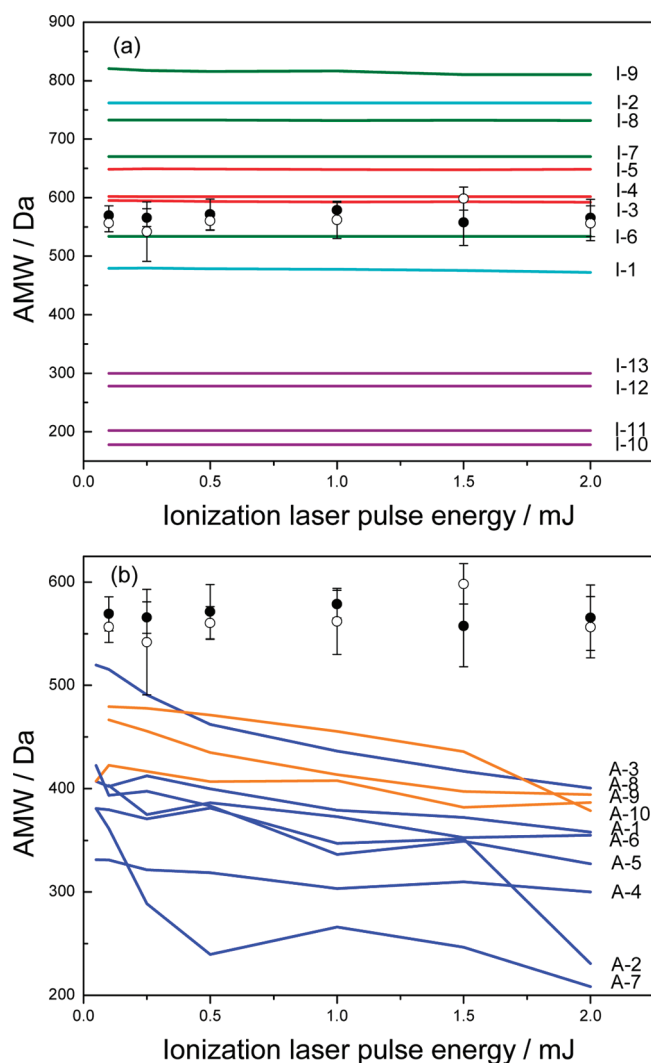 (a)
AMW / Da
900
800
700
600
500
400
300
200
I-9
I-2
I-8
I-7
I-5
I-4
I-3
I-6
I-1
I-13
I-12
I-11
I-10
0.0 0.5 1.0 1.5 2.0
Ionization laser pulse energy / mJ
(b)
AMW / Da
600
500
400
300
200
A-3
A-8
A-9
A-10
A-1
A-6
A-5
A-4
A-2
A-7
0.0 0.5 1.0 1.5 2.0
Ionization laser pulse energy / mJ